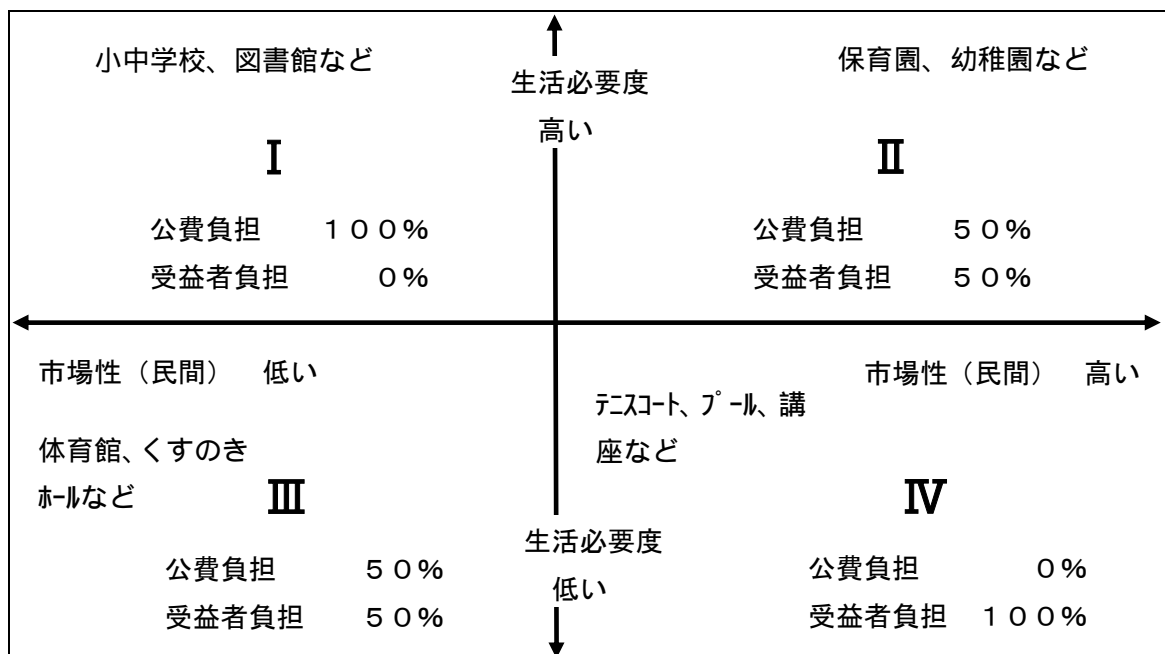 小中学校、図書館など
生活必要度
高い
保育園、幼稚園など
Ⅰ
公費負担 １００％
受益者負担 ０％
Ⅱ
公費負担 ５０％
受益者負担 ５０％
市場性（民間） 低い
市場性（民間） 高い
体育館、くすのき
ﾎｰﾙなど
Ⅲ
公費負担 ５０％
受益者負担 ５０％
生活必要度
低い
ﾃﾆｽｺｰﾄ、ﾌﾟｰﾙ、講
座など
Ⅳ
公費負担 ０％
受益者負担 １００％